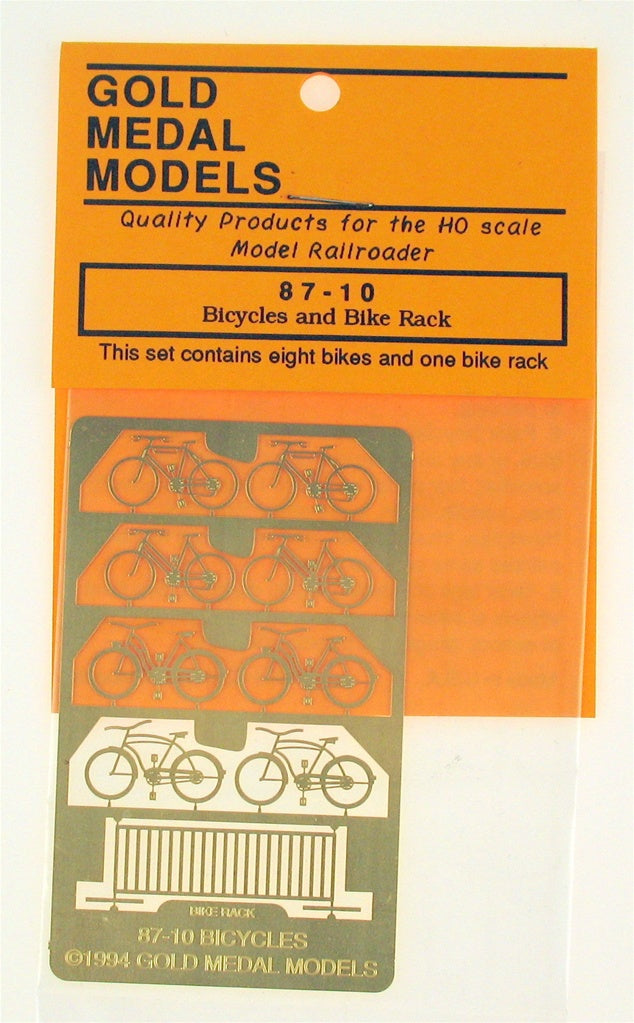 GOLD
MEDAL
MODELS
Quality Products for the HO scale
Model Railroader
87-10
Bicycles and Bike Rack
This set contains eight bikes and one bike rack
BIKE RACK
87-10 BICYCLES
©1994 GOLD MEDAL MODELS